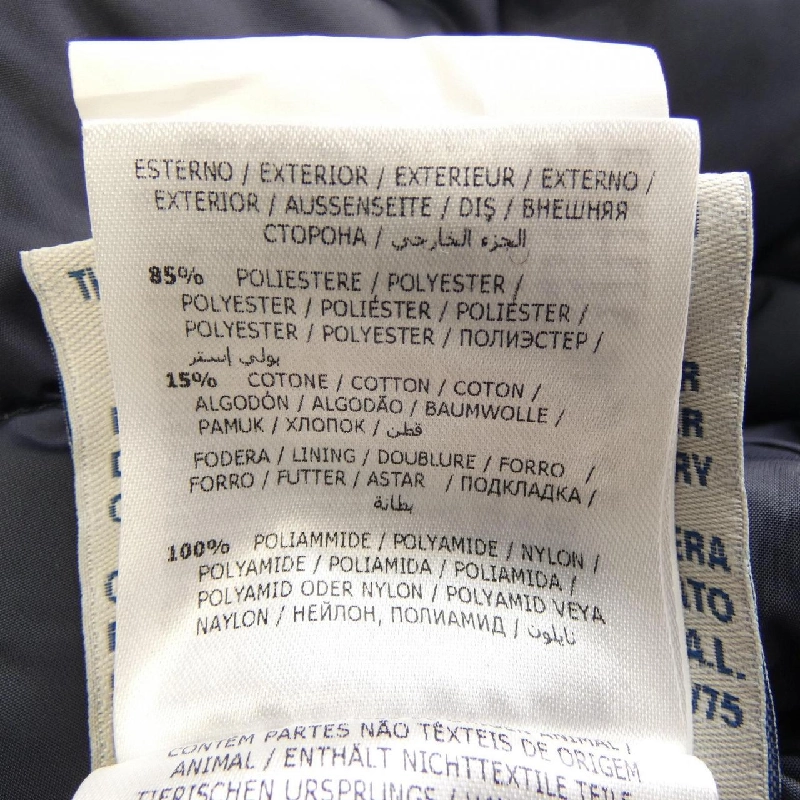 ESTERNO / EXTERIOR / EXTERIEUR / EXTERNO /
EXTERIOR / AUSSENSEITE / DIŞ / ВНЕШНЯЯ
СТОРОНА / الجزء الخارجي
85% POLIESTERE / POLYESTER /
POLYESTER / POLIÉSTER / POLIÉSTER /
POLYESTER / POLYESTER / ПОЛИЭСТЕР /
بولي إستر
15% COTONE / COTTON / COTON /
ALGODÓN / ALGODÃO / BAUMWOLLE /
PAMUK / ХЛОПОК / قطن
FODERA / LINING / DOUBLURE / FORRO /
FORRO / FUTTER / ASTAR / ПОДКЛАДКА /
بطانة
100% POLIAMMIDE / POLYAMIDE / NYLON /
POLYAMIDE / POLIAMIDA / POLIAMIDA /
POLYAMID ODER NYLON / POLYAMID VEYA
NAYLON / НЕЙЛОН, ПОЛИАМИД / نايلون
CONTÉM PARTES NÃO TÊXTEIS DE ORIGEM
ANIMAL / ENTHÄLT NICHTTEXTILE TEILE
TIERISCHEN URSPRUNGS /
A.L.